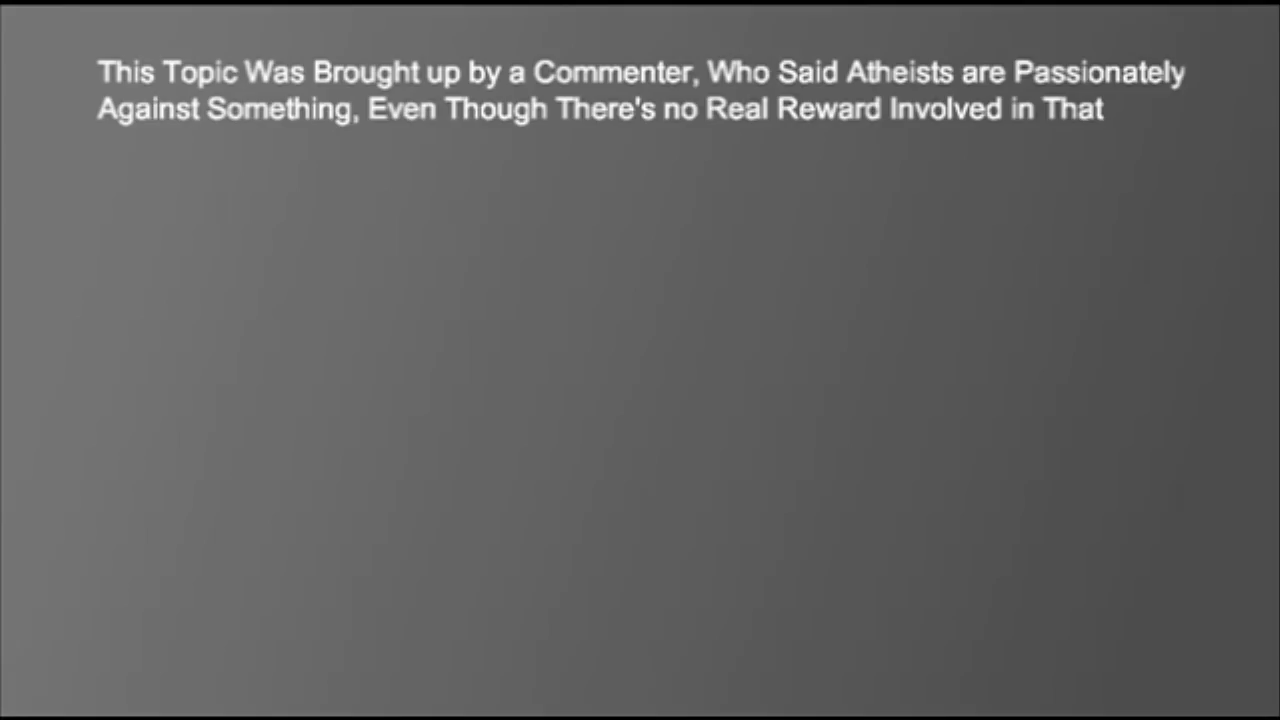 This Topic Was Brought up by a Commenter, Who Said Atheists are Passionately
Against Something, Even Though There's no Real Reward Involved in That